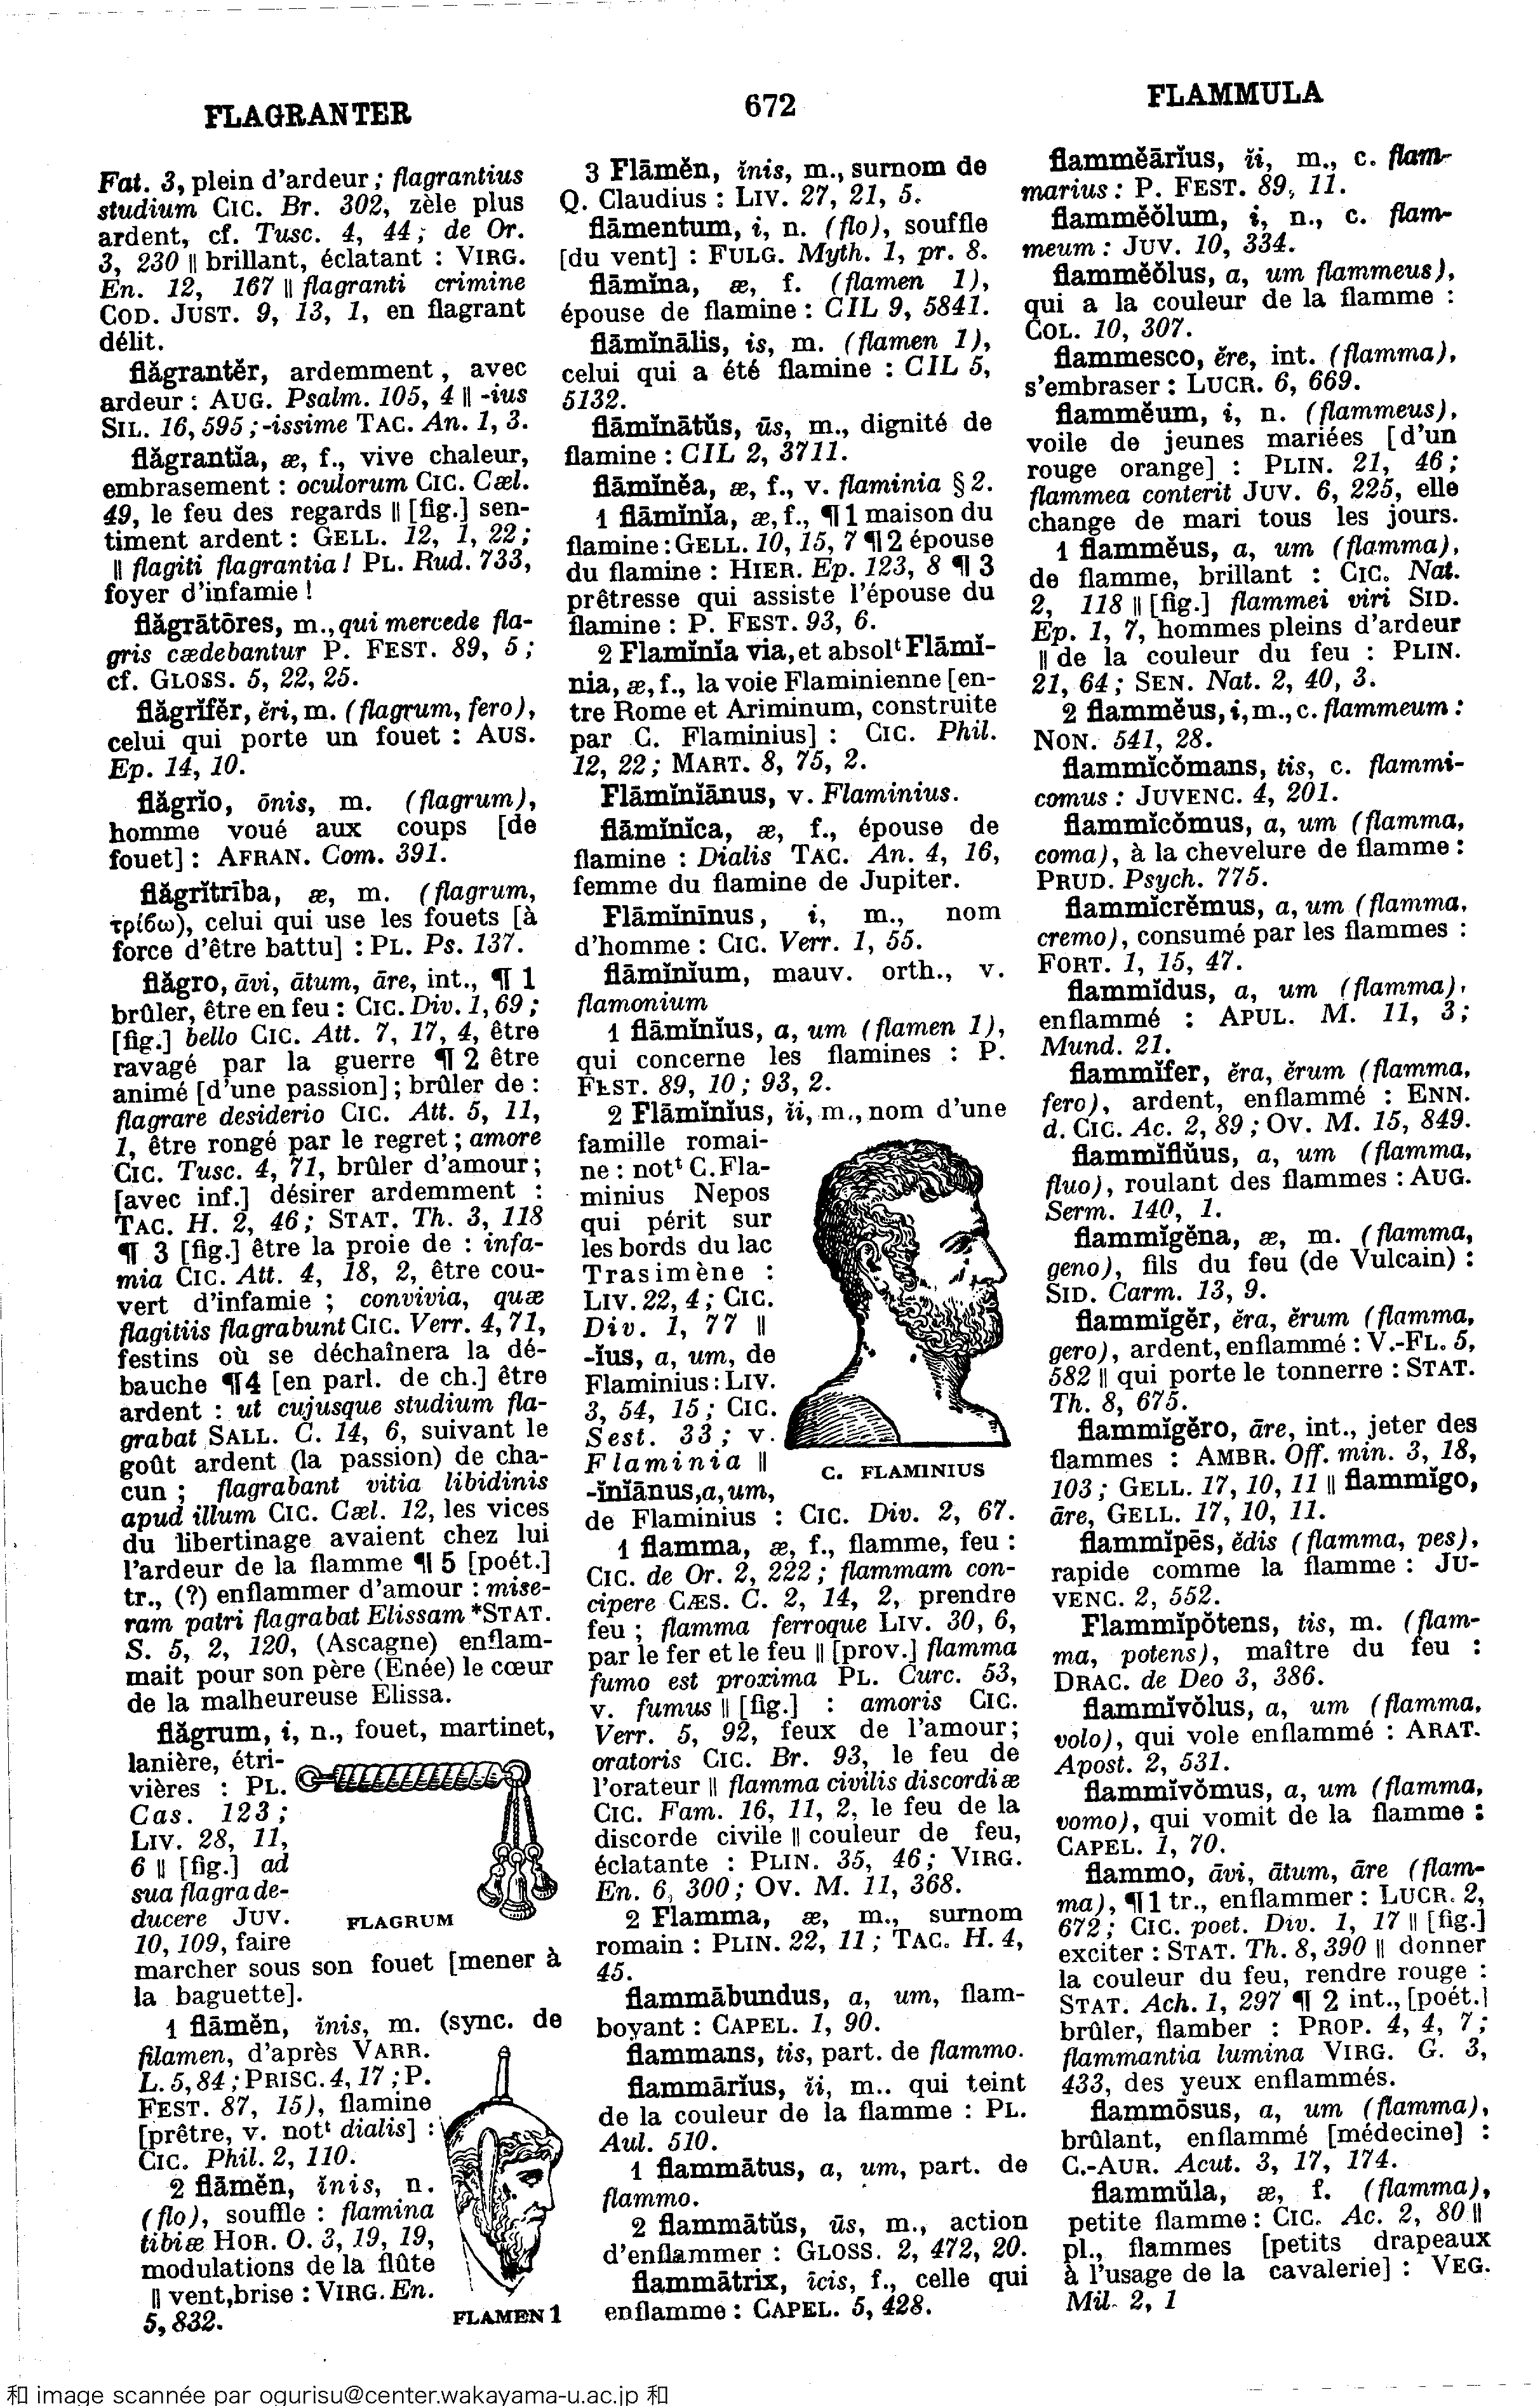 FLAGRANTER
672
FLAMMULA
Fat. 3, plein d'ardeur ; flagrantius
studium CIC. Br. 302, zèle plus
ardent, cf. Tusc. 4, 44 ; de Or.
3, 230 || brillant, éclatant : VIRG.
En. 12, 167 || flagranti crimine
COD. JUST. 9, 13, 1, en flagrant
délit.
flăgrantĕr, ardemment, avec
ardeur : AUG. Psalm. 105, 4 || -ius
SIL. 16, 595 ; -issime TAC. An. 1, 3.
flăgrantĭa, æ, f., vive chaleur,
embrasement : oculorum CIC. Cæl.
49, le feu des regards || [fig.] sen-
timent ardent : GELL. 12, 1, 22 ;
|| flagiti flagrantia ! PL. Rud. 733,
foyer d'infamie !
flăgrātōres, m., qui mercede fla-
gris cædebantur P. FEST. 89, 5 ;
cf. GLOSS. 5, 22, 25.
flăgrĭfĕr, ĕri, m. (flagrum, fero),
celui qui porte un fouet : AUS.
Ep. 14, 10.
flăgrĭo, ōnis, m. (flagrum),
homme voué aux coups [de
fouet] : AFRAN. Com. 391.
flăgrĭtrība, æ, m. (flagrum,
τρίϐω), celui qui use les fouets [à
force d'être battu] : PL. Ps. 137.
flăgro, āvi, ātum, āre, int., ¶ 1
brûler, être en feu : CIC. Div. 1, 69 ;
[fig.] bello CIC. Att. 7, 17, 4, être
ravagé par la guerre ¶ 2 être
animé [d'une passion] ; brûler de :
flagrare desiderio CIC. Att. 5, 11,
1, être rongé par le regret ; amore
CIC. Tusc. 4, 71, brûler d'amour ;
[avec inf.] désirer ardemment :
TAC. H. 2, 46 ; STAT. Th. 3, 118
¶ 3 [fig.] être la proie de : infa-
mia CIC. Att. 4, 18, 2, être cou-
vert d'infamie ; convivia, quæ
flagitiis flagrabunt CIC. Verr. 4, 71,
festins où se déchaînera la dé-
bauche ¶ 4 [en parl. de ch.] être
ardent : ut cujusque studium fla-
grabat SALL. C. 14, 6, suivant le
goût ardent (la passion) de cha-
cun ; flagrabant vitia libidinis
apud illum CIC. Cæl. 12, les vices
du libertinage avaient chez lui
l'ardeur de la flamme ¶ 5 [poét.]
tr., (?) enflammer d'amour : mise-
ram patri flagrabat Elissam *STAT.
S. 5, 2, 120, (Ascagne) enflam-
mait pour son père (Enée) le cœur
de la malheureuse Elissa.
flăgrum, i, n., fouet, martinet,
lanière, étri-
vières : PL.
Cas. 123 ;
LIV. 28, 11,
6 || [fig.] ad
sua flagra de-
ducere JUV.
10, 109, faire
marcher sous son fouet [mener à
la baguette].
FLAGRUM
1 flāmĕn, ĭnis, m. (sync. de
filamen, d'après VARR.
L. 5, 84 ; PRISC. 4, 17 ; P.
FEST. 87, 15), flamine
[prêtre, v. notᵗ dialis] :
CIC. Phil. 2, 110.
2 flāmĕn, ĭnis, n.
(flo), souffle : flamina
tibiæ HOR. O. 3, 19, 19,
modulations de la flûte
|| vent, brise : VIRG. En.
5, 832.
FLAMEN 1
3 Flāmĕn, ĭnis, m., surnom de
Q. Claudius : LIV. 27, 21, 5.
flāmentum, i, n. (flo), souffle
[du vent] : FULG. Myth. 1, pr. 8.
flāmĭna, æ, f. (flamen 1),
épouse de flamine : CIL 9, 5841.
flāmĭnālis, is, m. (flamen 1),
celui qui a été flamine : CIL 5,
5132.
flāmĭnātŭs, ūs, m., dignité de
flamine : CIL 2, 3711.
flāmĭnĕa, æ, f., v. flaminia § 2.
1 flāmĭnĭa, æ, f., ¶ 1 maison du
flamine : GELL. 10, 15, 7 ¶ 2 épouse
du flamine : HIER. Ep. 123, 8 ¶ 3
prêtresse qui assiste l'épouse du
flamine : P. FEST. 93, 6.
2 Flamĭnĭa via, et absolᵗ Flāmĭ-
nia, æ, f., la voie Flaminienne [en-
tre Rome et Ariminum, construite
par C. Flaminius] : CIC. Phil.
12, 22 ; MART. 8, 75, 2.
Flāmĭnĭānus, v. Flaminius.
flāmĭnĭca, æ, f., épouse de
flamine : Dialis TAC. An. 4, 16,
femme du flamine de Jupiter.
Flāmĭnīnus, i, m., nom
d'homme : CIC. Verr. 1, 55.
flāmĭnĭum, mauv. orth., v.
flamonium
1 flāmĭnĭus, a, um (flamen 1),
qui concerne les flamines : P.
FEST. 89, 10 ; 93, 2.
2 Flāmĭnĭus, ĭi, m., nom d'une
famille romai-
ne : notᵗ C. Fla-
minius Nepos
qui périt sur
les bords du lac
Trasimène :
LIV. 22, 4 ; CIC.
Div. 1, 77 ||
-ĭus, a, um, de
Flaminius : LIV.
3, 54, 15 ; CIC.
Sest. 33 ; v.
Flaminia ||
-ĭnĭānus, a, um,
de Flaminius : CIC. Div. 2, 67.
C. FLAMINIUS
1 flamma, æ, f., flamme, feu :
CIC. de Or. 2, 222 ; flammam con-
cipere CÆS. C. 2, 14, 2, prendre
feu ; flamma ferroque LIV. 30, 6,
par le fer et le feu || [prov.] flamma
fumo est proxima PL. Curc. 53,
v. fumus || [fig.] : amoris CIC.
Verr. 5, 92, feux de l'amour ;
oratoris CIC. Br. 93, le feu de
l'orateur || flamma civilis discordiæ
CIC. Fam. 16, 11, 2, le feu de la
discorde civile || couleur de feu,
éclatante : PLIN. 35, 46 ; VIRG.
En. 6, 300 ; OV. M. 11, 368.
2 Flamma, æ, m., surnom
romain : PLIN. 22, 11 ; TAC. H. 4,
45.
flammābundus, a, um, flam-
boyant : CAPEL. 1, 90.
flammans, tis, part. de flammo.
flammārĭus, ĭi, m.. qui teint
de la couleur de la flamme : PL.
Aul. 510.
1 flammātus, a, um, part. de
flammo.
2 flammātŭs, ūs, m., action
d'enflammer : GLOSS. 2, 472, 20.
flammātrix, īcis, f., celle qui
enflamme : CAPEL. 5, 428.
flammĕārĭus, ĭi, m., c. flam-
marius : P. FEST. 89, 11.
flammĕŏlum, i, n., c. flam-
meum : JUV. 10, 334.
flammĕŏlus, a, um flammeus),
qui a la couleur de la flamme :
COL. 10, 307.
flammesco, ĕre, int. (flamma),
s'embraser : LUCR. 6, 669.
flammĕum, i, n. (flammeus),
voile de jeunes mariées [d'un
rouge orange] : PLIN. 21, 46 ;
flammea conterit JUV. 6, 225, elle
change de mari tous les jours.
1 flammĕus, a, um (flamma),
de flamme, brillant : CIC. Nat.
2, 118 || [fig.] flammei viri SID.
Ep. 1, 7, hommes pleins d'ardeur
|| de la couleur du feu : PLIN.
21, 64 ; SEN. Nat. 2, 40, 3.
2 flammĕus, i, m., c. flammeum :
NON. 541, 28.
flammĭcŏmans, tis, c. flammi-
comus : JUVENC. 4, 201.
flammĭcŏmus, a, um (flamma,
coma), à la chevelure de flamme :
PRUD. Psych. 775.
flammĭcrĕmus, a, um (flamma,
cremo), consumé par les flammes :
FORT. 1, 15, 47.
flammĭdus, a, um (flamma),
enflammé : APUL. M. 11, 3 ;
Mund. 21.
flammĭfer, ĕra, ĕrum (flamma,
fero), ardent, enflammé : ENN.
d. CIC. Ac. 2, 89 ; OV. M. 15, 849.
flammĭflŭus, a, um (flamma,
fluo), roulant des flammes : AUG.
Serm. 140, 1.
flammĭgĕna, æ, m. (flamma,
geno), fils du feu (de Vulcain) :
SID. Carm. 13, 9.
flammĭgĕr, ĕra, ĕrum (flamma,
gero), ardent, enflammé : V.-FL. 5,
582 || qui porte le tonnerre : STAT.
Th. 8, 675.
flammĭgĕro, āre, int., jeter des
flammes : AMBR. Off. min. 3, 18,
103 ; GELL. 17, 10, 11 || flammĭgo,
āre, GELL. 17, 10, 11.
flammĭpēs, ĕdis (flamma, pes),
rapide comme la flamme : JU-
VENC. 2, 552.
Flammĭpŏtens, tis, m. (flam-
ma, potens), maître du feu :
DRAC. de Deo 3, 386.
flammĭvŏlus, a, um (flamma,
volo), qui vole enflammé : ARAT.
Apost. 2, 531.
flammĭvŏmus, a, um (flamma,
vomo), qui vomit de la flamme :
CAPEL. 1, 70.
flammo, āvi, ātum, āre (flam-
ma), ¶ 1 tr., enflammer : LUCR. 2,
672 ; CIC. poet. Div. 1, 17 || [fig.]
exciter : STAT. Th. 8, 390 || donner
la couleur du feu, rendre rouge :
STAT. Ach. 1, 297 ¶ 2 int., [poét.]
brûler, flamber : PROP. 4, 4, 7 ;
flammantia lumina VIRG. G. 3,
433, des yeux enflammés.
flammōsus, a, um (flamma),
brûlant, enflammé [médecine] :
C.-AUR. Acut. 3, 17, 174.
flammŭla, æ, f. (flamma),
petite flamme : CIC. Ac. 2, 80 ||
pl., flammes [petits drapeaux
à l'usage de la cavalerie] : VEG.
Mil. 2, 1
和 image scannée par ogurisu@center.wakayama-u.ac.jp 和